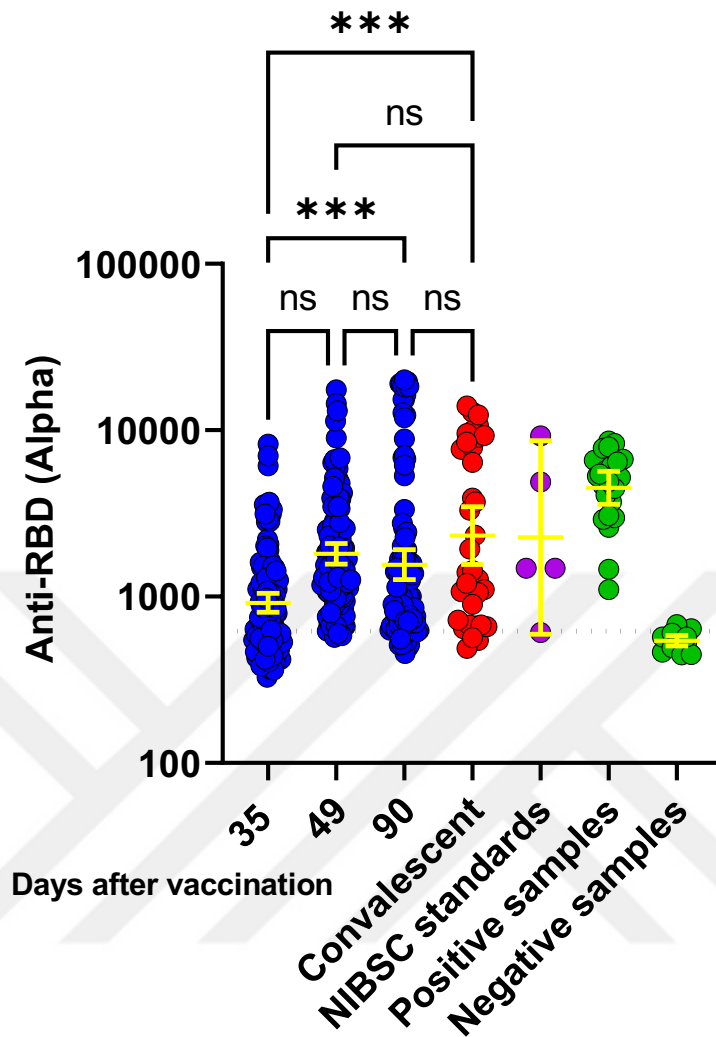 ***
ns
***
ns ns ns
100000
10000
1000
100
Anti-RBD (Alpha)
35
49
90
Convalescent
NIBSC standards
Positive samples
Negative samples
Days after vaccination